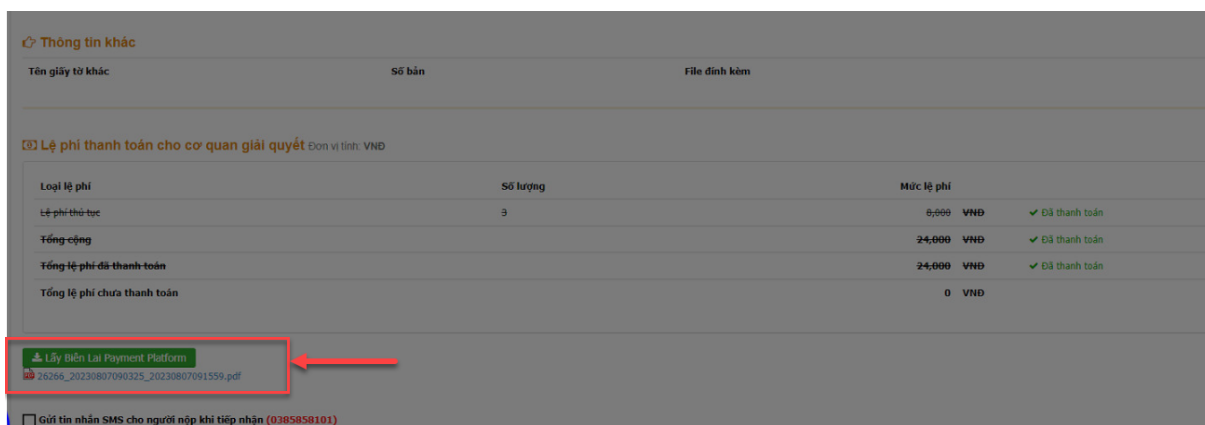 Thông tin khác
Tên giấy tờ khác Số bản File đính kèm
Lệ phí thanh toán cho cơ quan giải quyết Đơn vị tính: VNĐ
Loại lệ phí Số lượng Mức lệ phí
Lệ phí thủ tục 3 8,000 VNĐ Đã thanh toán
Tổng cộng 24,000 VNĐ Đã thanh toán
Tổng lệ phí đã thanh toán 24,000 VNĐ Đã thanh toán
Tổng lệ phí chưa thanh toán 0 VNĐ
Lấy Biên Lai Payment Platform
26266_20230807090325_20230807091559.pdf
Gửi tin nhắn SMS cho người nộp khi tiếp nhận (0385858101)